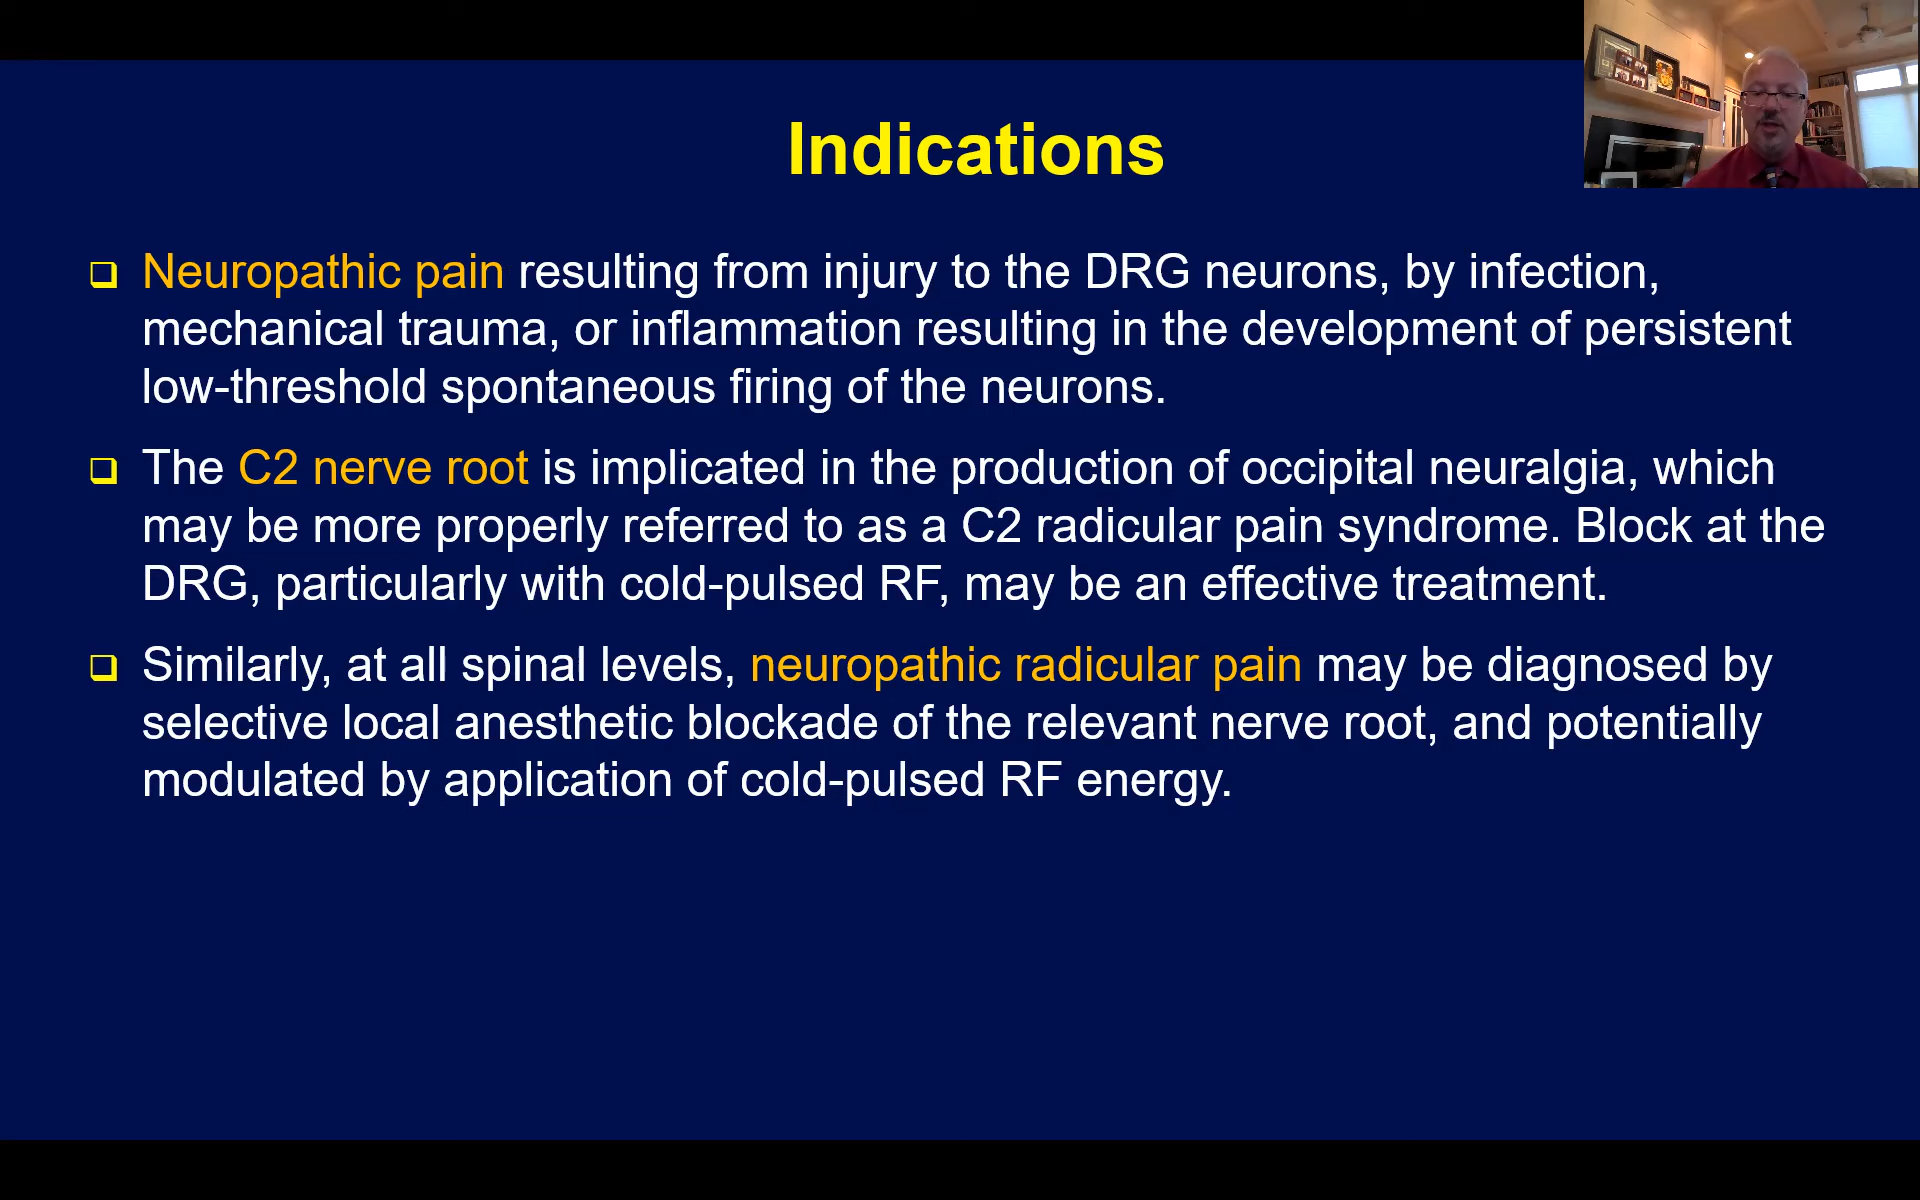 Indications
Neuropathic pain resulting from injury to the DRG neurons, by infection,
mechanical trauma, or inflammation resulting in the development of persistent
low-threshold spontaneous firing of the neurons.
The C2 nerve root is implicated in the production of occipital neuralgia, which
may be more properly referred to as a C2 radicular pain syndrome. Block at the
DRG, particularly with cold-pulsed RF, may be an effective treatment.
Similarly, at all spinal levels, neuropathic radicular pain may be diagnosed by
selective local anesthetic blockade of the relevant nerve root, and potentially
modulated by application of cold-pulsed RF energy.